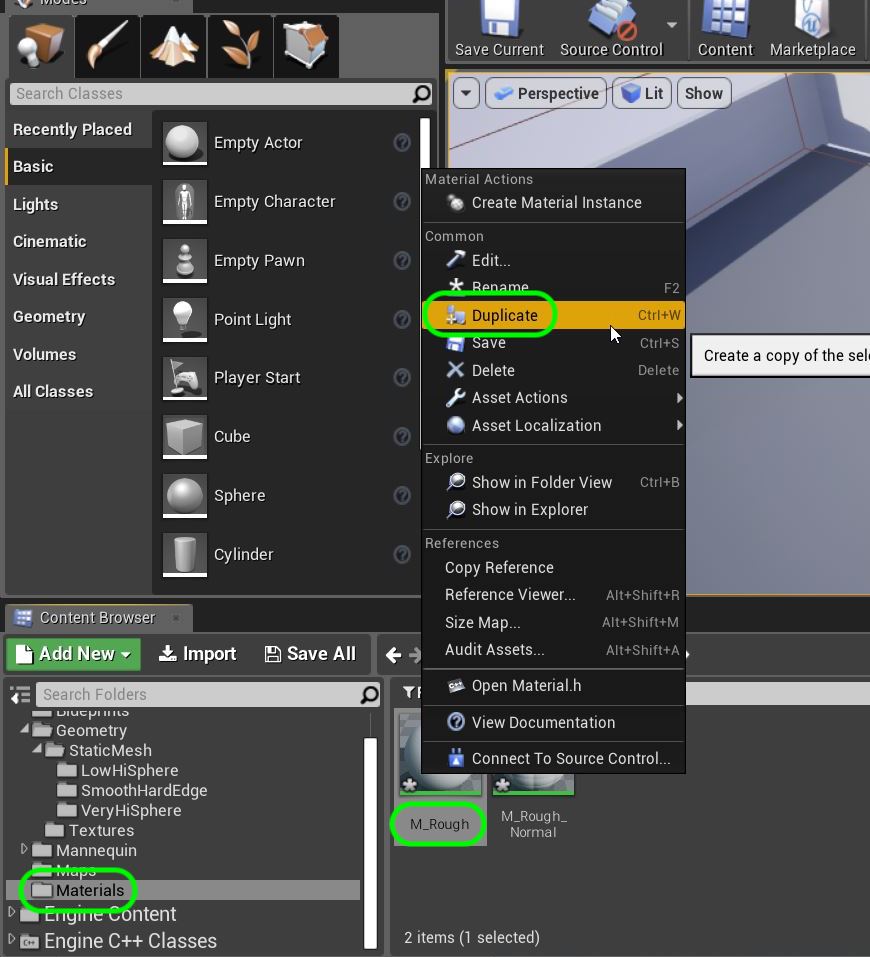 Modes
Save Current
Source Control
Content
Marketplace
Search Classes
Perspective
Lit
Show
Recently Placed
Basic
Lights
Cinematic
Visual Effects
Geometry
Volumes
All Classes
Empty Actor
Empty Character
Empty Pawn
Point Light
Player Start
Cube
Sphere
Cylinder
Material Actions
Create Material Instance
Common
Edit...
Rename F2
Duplicate Ctrl+W
Save Ctrl+S
Delete Delete
Asset Actions
Asset Localization
Explore
Show in Folder View Ctrl+B
Show in Explorer
References
Copy Reference
Reference Viewer... Alt+Shift+R
Size Map... Alt+Shift+M
Audit Assets... Alt+Shift+A
Open Material.h
View Documentation
Connect To Source Control...
Create a copy of the sele
Content Browser
Add New
Import
Save All
Search Folders
Blueprints
Geometry
StaticMesh
LowHiSphere
SmoothHardEdge
VeryHiSphere
Textures
Mannequin
Maps
Materials
Engine Content
Engine C++ Classes
M_Rough
M_Rough_
Normal
2 items (1 selected)